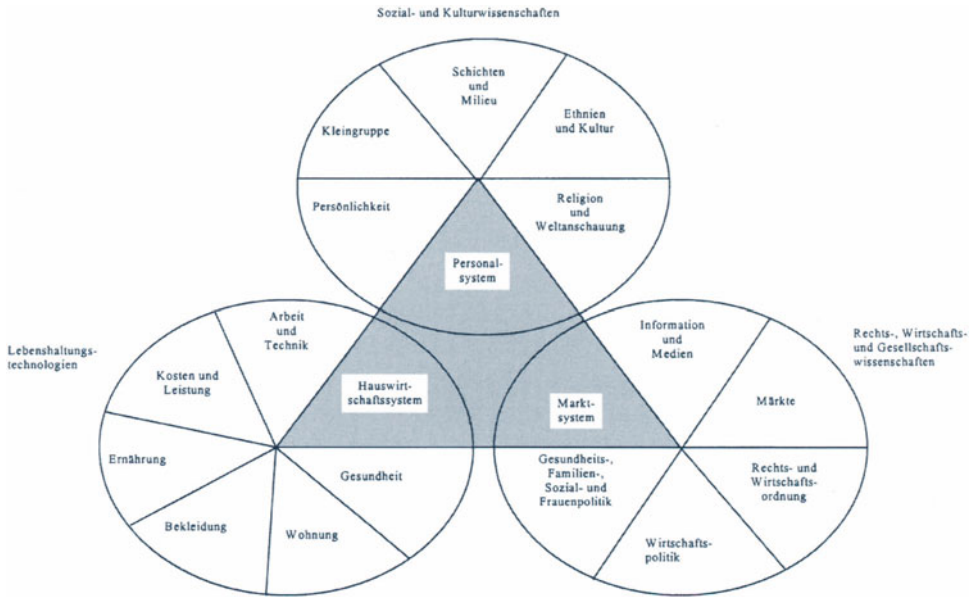 Sozial- und Kulturwissenschaften
Schichten
und
Milieu
Ethnien
und Kultur
Kleingruppe
Persönlichkeit
Religion
und
Weltanschauung
Personal-
system
Arbeit
und
Technik
Information
und
Medien
Rechts-, Wirtschafts-
und Gesellschafts-
wissenschaften
Lebenshaltungs-
technologien
Kosten und
Leistung
Hauswirt-
schaftssystem
Markt-
system
Märkte
Ernährung
Gesundheit
Gesundheits-,
Familien-,
Sozial- und
Frauenpolitik
Rechts- und
Wirtschafts-
ordnung
Bekleidung
Wohnung
Wirtschafts-
politik